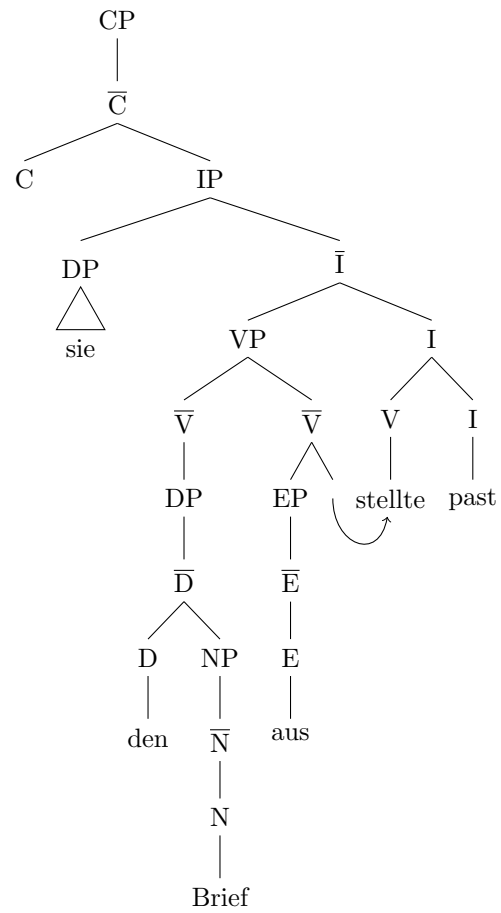 CP
C̅
C IP
DP I̅
sie
VP I
V̅ V̅ V I
DP EP stellte past
D̅ E̅
D NP E
den N̅ aus
N
Brief